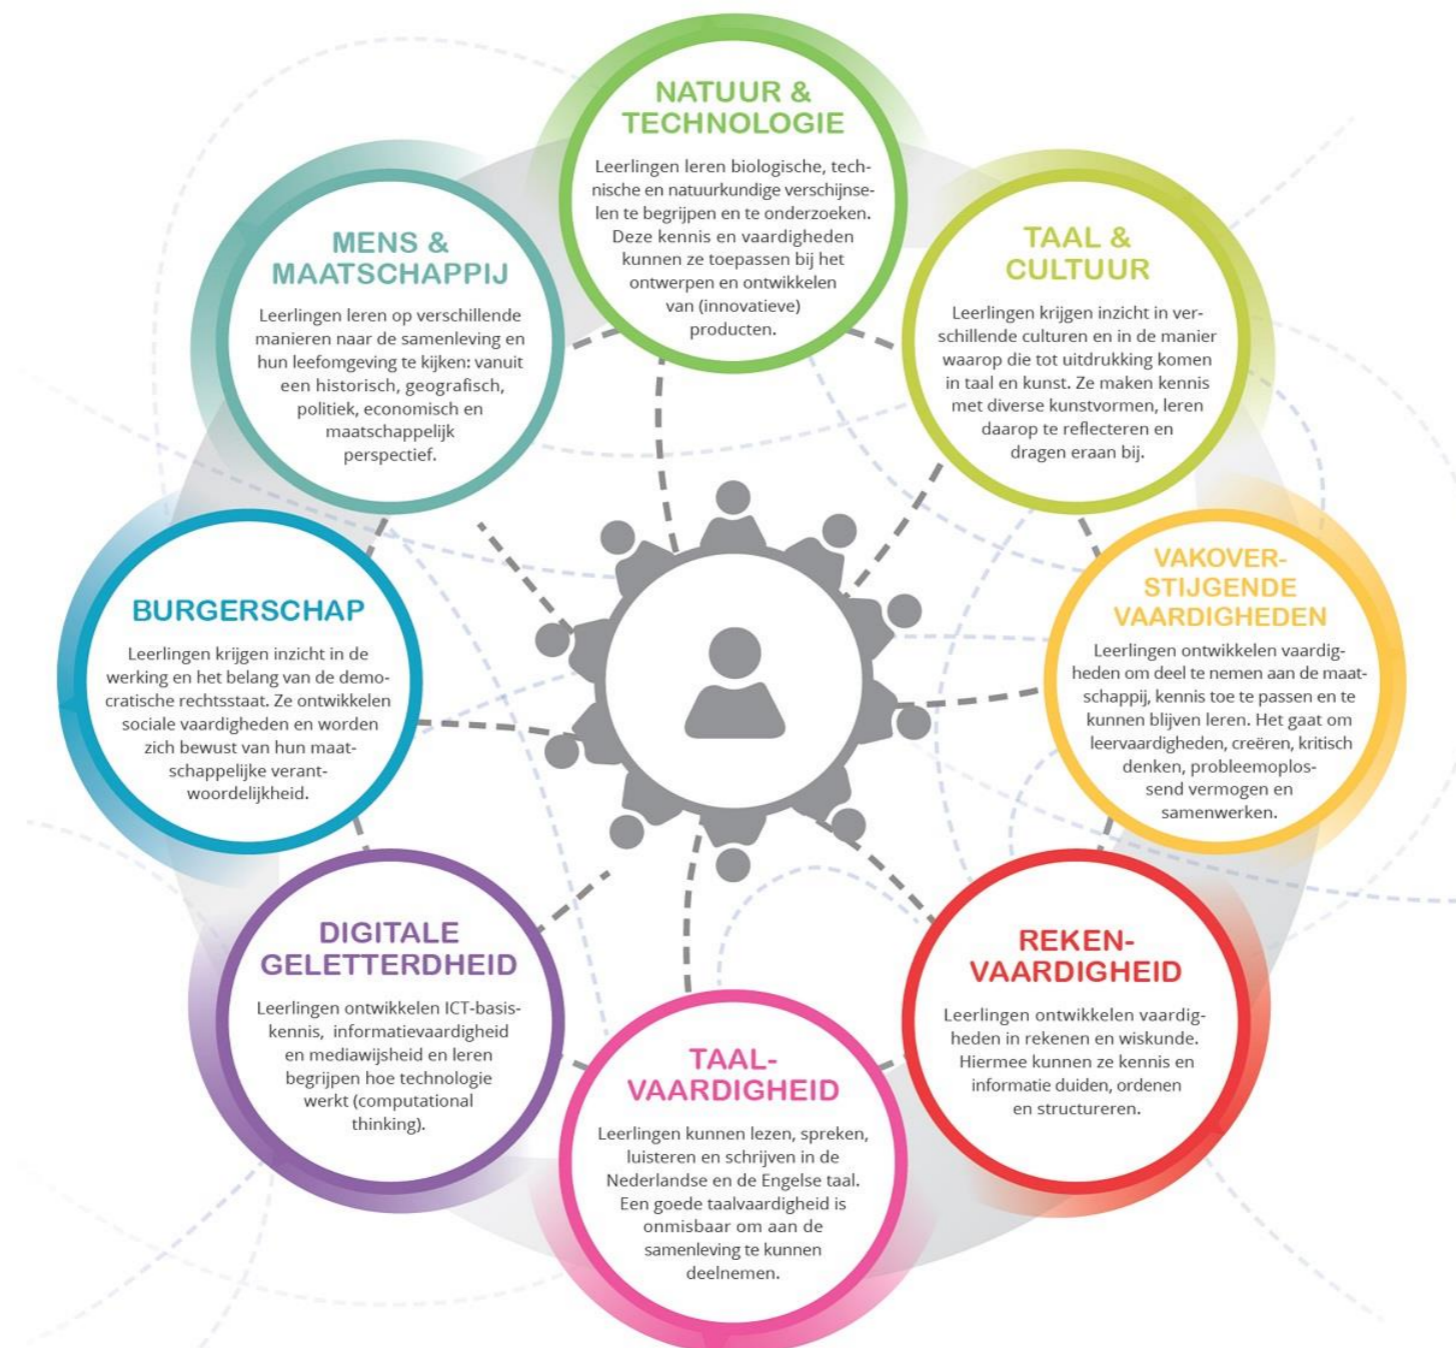 NATUUR &
TECHNOLOGIE
Leerlingen leren biologische, tech-
nische en natuurkundige verschijnse-
len te begrijpen en te onderzoeken.
Deze kennis en vaardigheden
kunnen ze toepassen bij het
ontwerpen en ontwikkelen
van (innovatieve)
producten.
TAAL &
CULTUUR
Leerlingen krijgen inzicht in ver-
schillende culturen en in de manier
waarop die tot uitdrukking komen
in taal en kunst. Ze maken kennis
met diverse kunstvormen, leren
daarop te reflecteren en
dragen eraan bij.
VAKOVER-
STIJGENDE
VAARDIGHEDEN
Leerlingen ontwikkelen vaardig-
heden om deel te nemen aan de maat-
schappij, kennis toe te passen en te
kunnen blijven leren. Het gaat om
leervaardigheden, creëren, kritisch
denken, probleemoplos-
send vermogen en
samenwerken.
REKEN-
VAARDIGHEID
Leerlingen ontwikkelen vaardig-
heden in rekenen en wiskunde.
Hiermee kunnen ze kennis en
informatie duiden, ordenen
en structureren.
TAAL-
VAARDIGHEID
Leerlingen kunnen lezen, spreken,
luisteren en schrijven in de
Nederlandse en de Engelse taal.
Een goede taalvaardigheid is
onmisbaar om aan de
samenleving te kunnen
deelnemen.
DIGITALE
GELETTERDHEID
Leerlingen ontwikkelen ICT-basis-
kennis, informatievaardigheid
en mediawijsheid en leren
begrijpen hoe technologie
werkt (computational
thinking).
BURGERSCHAP
Leerlingen krijgen inzicht in de
werking en het belang van de demo-
cratische rechtsstaat. Ze ontwikkelen
sociale vaardigheden en worden
zich bewust van hun maat-
schappelijke verant-
woordelijkheid.
MENS &
MAATSCHAPPIJ
Leerlingen leren op verschillende
manieren naar de samenleving en
hun leefomgeving te kijken: vanuit
een historisch, geografisch,
politiek, economisch en
maatschappelijk
perspectief.